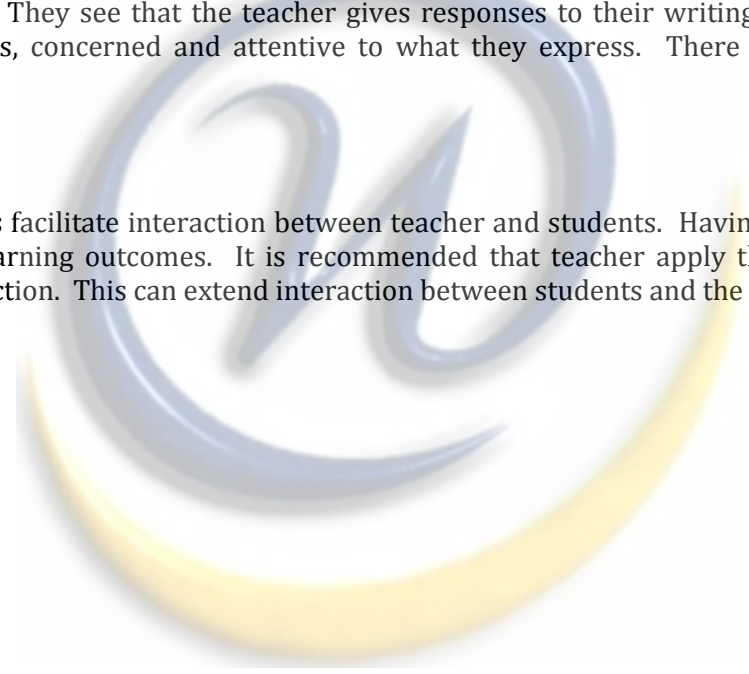 They see that the teacher gives responses to their writing
s, concerned and attentive to what they express. There
s facilitate interaction between teacher and students. Havin
arning outcomes. It is recommended that teacher apply th
ction. This can extend interaction between students and the